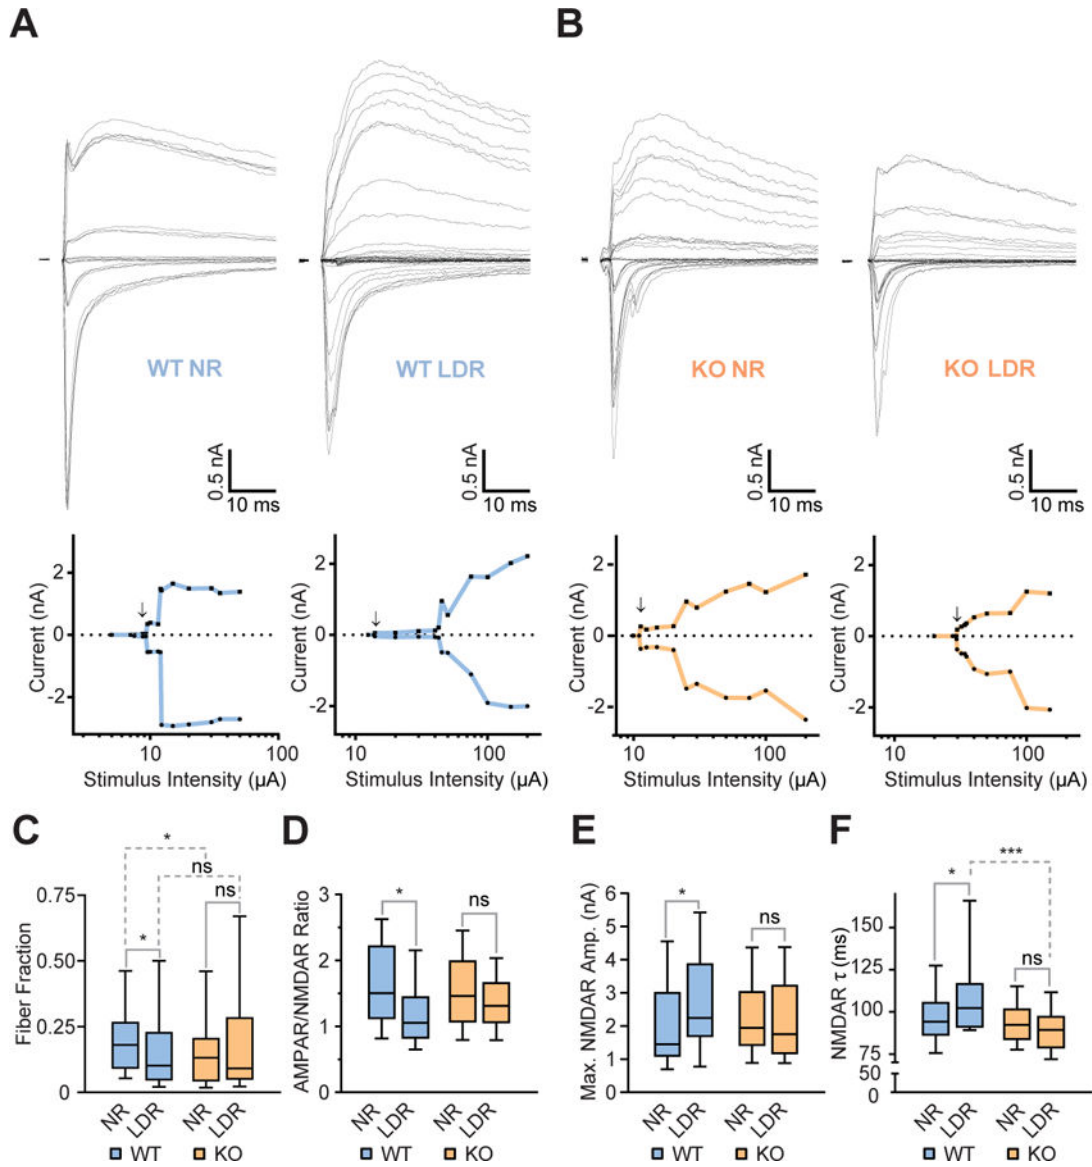 A
B
WT NR
WT LDR
KO NR
KO LDR
0.5 nA
10 ms
0.5 nA
10 ms
0.5 nA
10 ms
0.5 nA
10 ms
Current (nA)
2
0
-2
10
100
Stimulus Intensity (µA)
Current (nA)
2
0
-2
10
100
Stimulus Intensity (µA)
Current (nA)
2
0
-2
10
100
Stimulus Intensity (µA)
Current (nA)
2
0
-2
10
100
Stimulus Intensity (µA)
C
Fiber Fraction
0.75
0.50
0.25
0
*
ns
ns
*
NR
LDR
NR
LDR
WT
KO
D
AMPAR/NMDAR Ratio
3
2
1
0
*
ns
NR
LDR
NR
LDR
WT
KO
E
Max. NMDAR Amp. (nA)
6
5
4
3
2
1
0
*
ns
NR
LDR
NR
LDR
WT
KO
F
NMDAR τ (ms)
150
125
100
75
50
0
***
*
ns
NR
LDR
NR
LDR
WT
KO